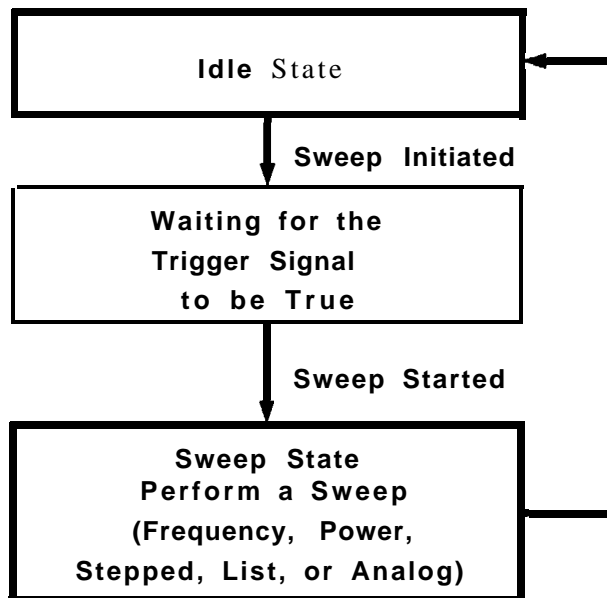 Idle State
Sweep Initiated
Waiting for the
Trigger Signal
to be True
Sweep Started
Sweep State
Perform a Sweep
(Frequency, Power,
Stepped, List, or Analog)